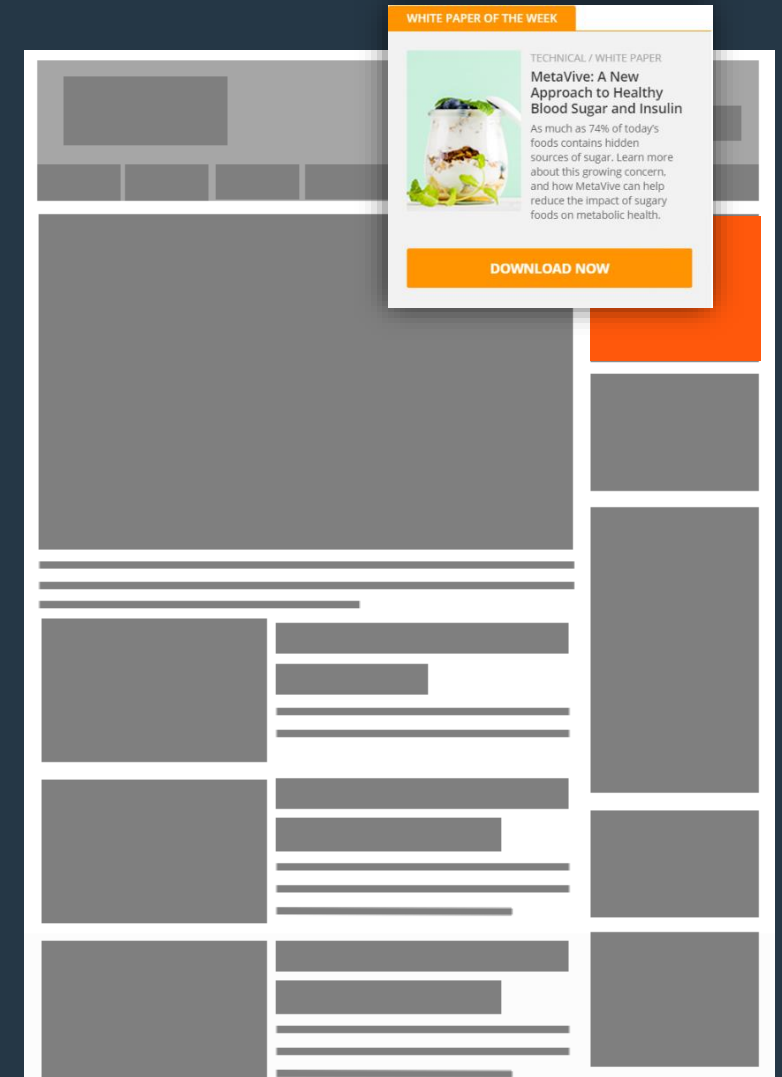 WHITE PAPER OF THE WEEK
TECHNICAL / WHITE PAPER
MetaVive: A New
Approach to Healthy
Blood Sugar and Insulin
As much as 74% of today's
foods contains hidden
sources of sugar. Learn more
about this growing concern,
and how MetaVive can help
reduce the impact of sugary
foods on metabolic health.
DOWNLOAD NOW